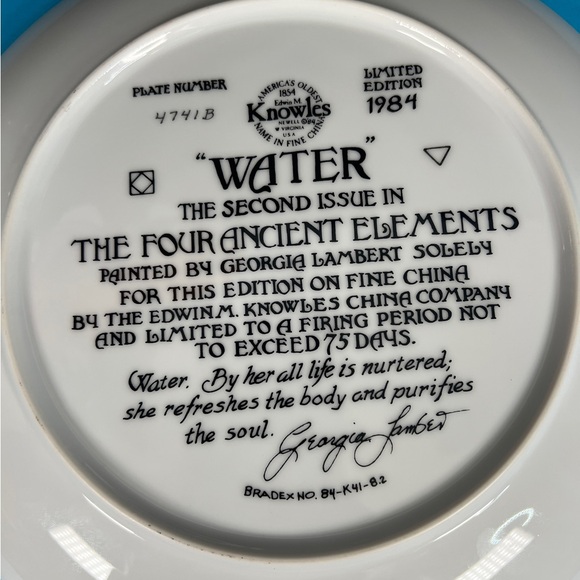 PLATE NUMBER
4741B
AMERICA'S OLDEST
1854
Edwin M.
Knowles
NEWELL
W VIRGINIA
U.S.A
NAME IN FINE CHINA
LIMITED
EDITION
1984
"WATER"
THE SECOND ISSUE IN
THE FOUR ANCIENT ELEMENTS
PAINTED BY GEORGIA LAMBERT SOLELY
FOR THIS EDITION ON FINE CHINA
BY THE EDWIN M. KNOWLES CHINA COMPANY
AND LIMITED TO A FIRING PERIOD NOT
TO EXCEED 75 DAYS.
Water. By her all life is nurtered;
she refreshes the body and purifies
the soul. Georgia Lambert
BRADEX NO. 84-K41-8.2